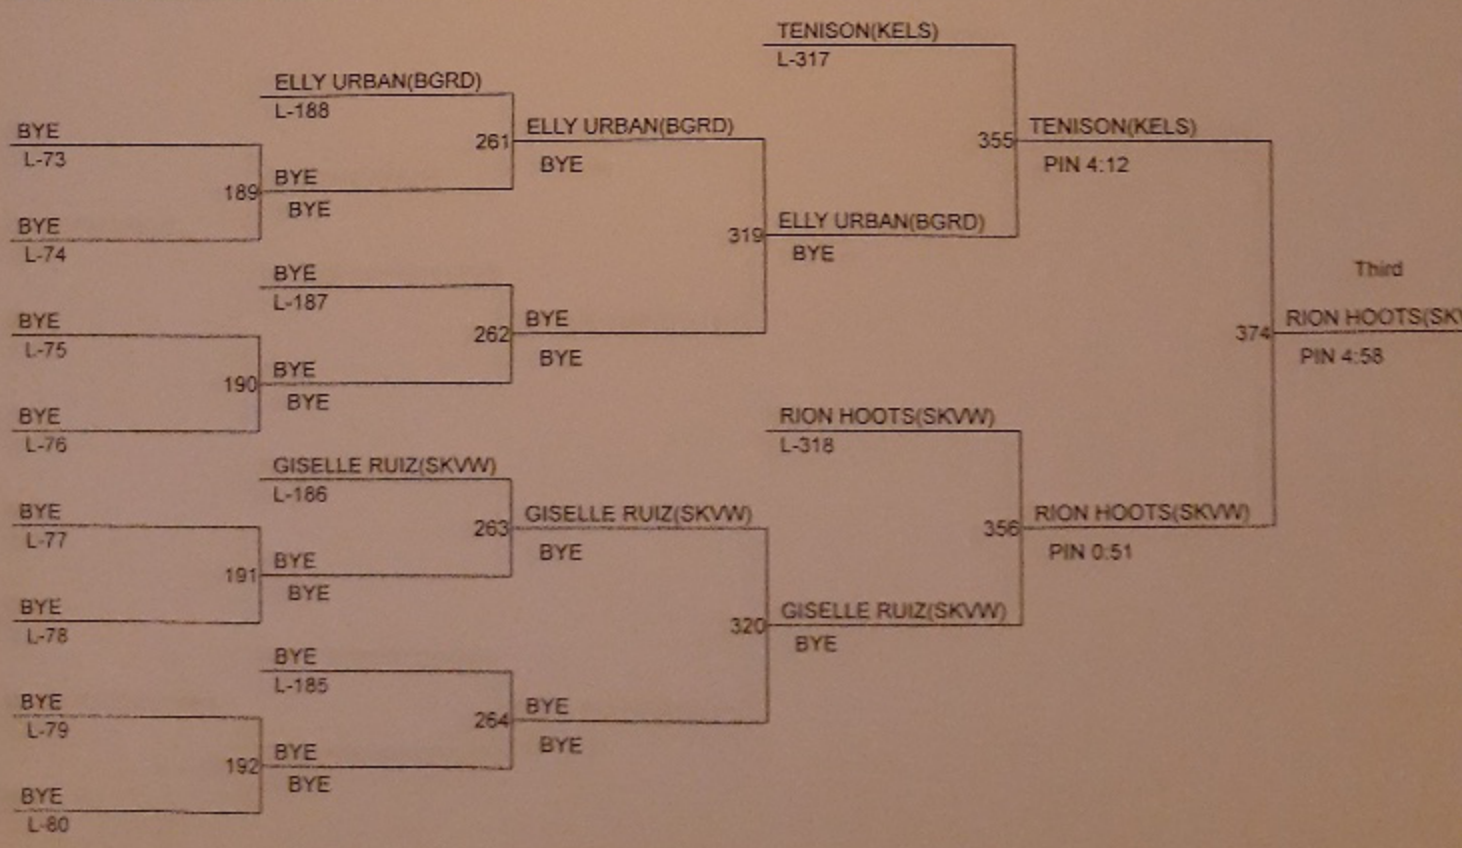 TENISON(KELS)
L-317
ELLY URBAN(BGRD)
L-188
BYE
L-73
261
ELLY URBAN(BGRD)
BYE
355
TENISON(KELS)
PIN 4:12
189
BYE
BYE
BYE
L-74
319
ELLY URBAN(BGRD)
BYE
BYE
L-187
Third
BYE
L-75
262
BYE
BYE
374
RION HOOTS(SKV
PIN 4:58
190
BYE
BYE
BYE
L-76
RION HOOTS(SKVW)
L-318
GISELLE RUIZ(SKVW)
L-186
BYE
L-77
263
GISELLE RUIZ(SKVW)
BYE
356
RION HOOTS(SKVW)
PIN 0:51
191
BYE
BYE
BYE
L-78
320
GISELLE RUIZ(SKVW)
BYE
BYE
L-185
BYE
L-79
264
BYE
BYE
192
BYE
BYE
BYE
L-80